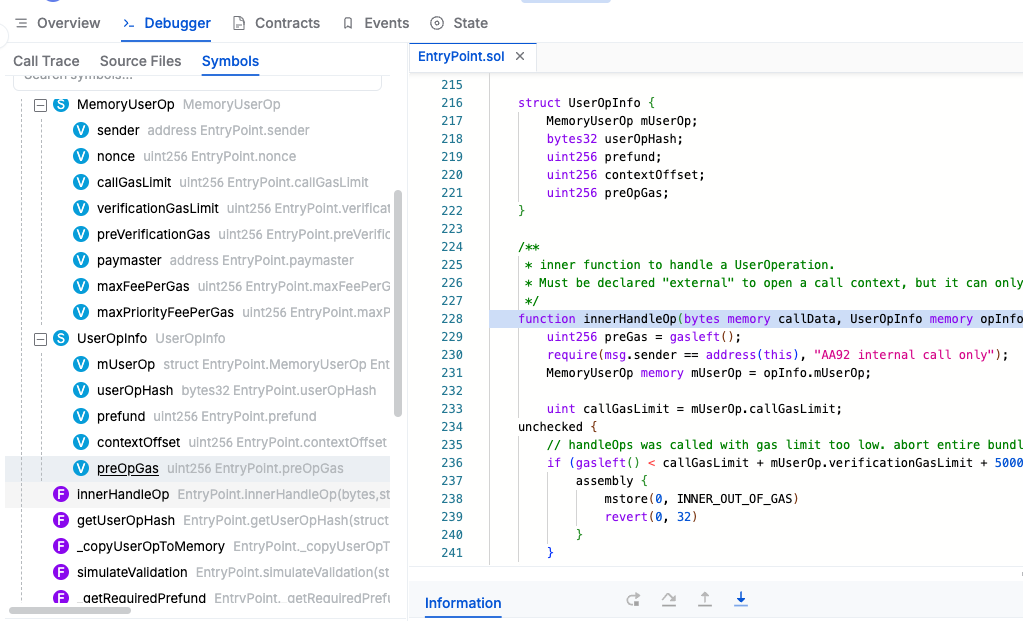 Overview
Debugger
Contracts
Events
State
Call Trace
Source Files
Symbols
Search symbols...
S MemoryUserOp MemoryUserOp
V sender address EntryPoint.sender
V nonce uint256 EntryPoint.nonce
V callGasLimit uint256 EntryPoint.callGasLimit
V verificationGasLimit uint256 EntryPoint.verificat
V preVerificationGas uint256 EntryPoint.preVerific
V paymaster address EntryPoint.paymaster
V maxFeePerGas uint256 EntryPoint.maxFeePerG
V maxPriorityFeePerGas uint256 EntryPoint.maxP
S UserOpInfo UserOpInfo
V mUserOp struct EntryPoint.MemoryUserOp Ent
V userOpHash bytes32 EntryPoint.userOpHash
V prefund uint256 EntryPoint.prefund
V contextOffset uint256 EntryPoint.contextOffset
V preOpGas uint256 EntryPoint.preOpGas
F innerHandleOp EntryPoint.innerHandleOp(bytes,st
F getUserOpHash EntryPoint.getUserOpHash(struct
F _copyUserOpToMemory EntryPoint._copyUserOpT
F simulateValidation EntryPoint.simulateValidation(st
F _getRequiredPrefund EntryPoint._getRequiredPrefu
EntryPoint.sol
215
216 struct UserOpInfo {
217 MemoryUserOp mUserOp;
218 bytes32 userOpHash;
219 uint256 prefund;
220 uint256 contextOffset;
221 uint256 preOpGas;
222 }
223
224 /**
225 * inner function to handle a UserOperation.
226 * Must be declared "external" to open a call context, but it can only
227 */
228 function innerHandleOp(bytes memory callData, UserOpInfo memory opInfo
229 uint256 preGas = gasleft();
230 require(msg.sender == address(this), "AA92 internal call only");
231 MemoryUserOp memory mUserOp = opInfo.mUserOp;
232
233 uint callGasLimit = mUserOp.callGasLimit;
234 unchecked {
235 // handleOps was called with gas limit too low. abort entire bundl
236 if (gasleft() < callGasLimit + mUserOp.verificationGasLimit + 5000
237 assembly {
238 mstore(0, INNER_OUT_OF_GAS)
239 revert(0, 32)
240 }
241 }
Information